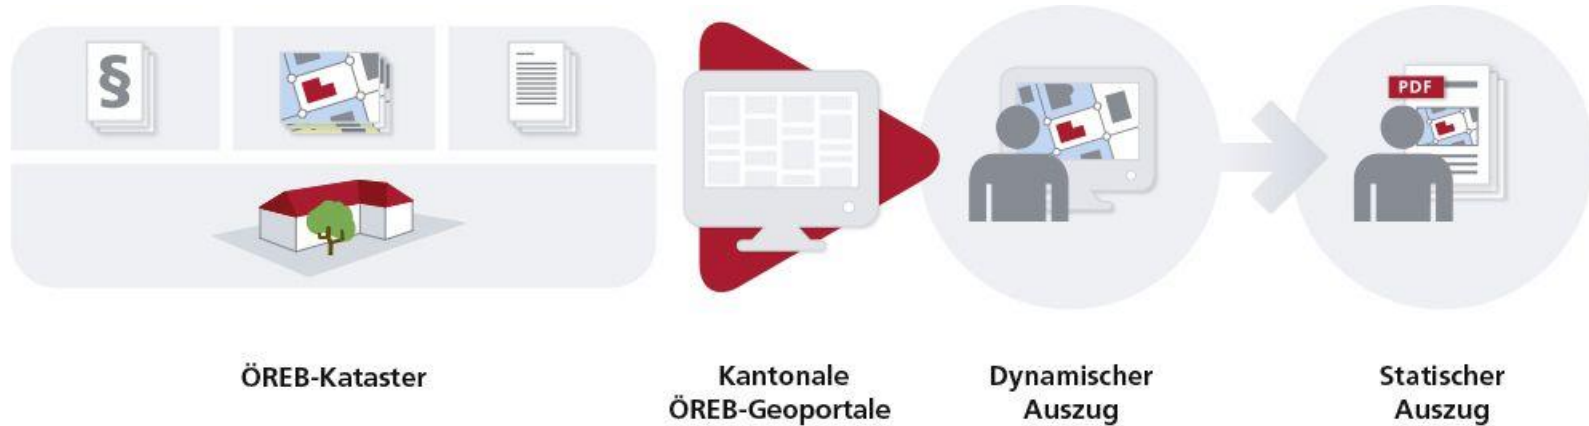 §
PDF
ÖREB-Kataster
Kantonale
ÖREB-Geoportale
Dynamischer
Auszug
Statischer
Auszug